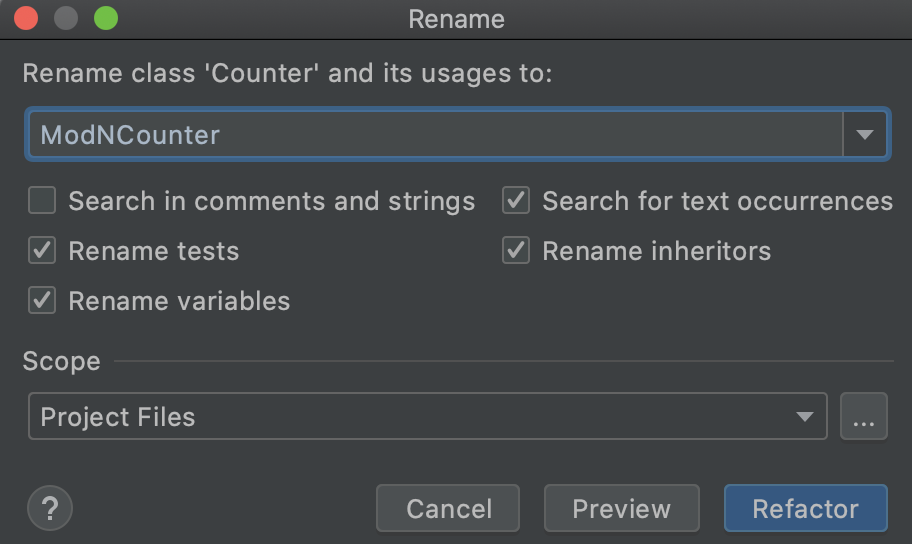 Rename
Rename class 'Counter' and its usages to:
ModNCounter
Search in comments and strings Search for text occurrences
Rename tests Rename inheritors
Rename variables
Scope
Project Files ...
? Cancel Preview Refactor